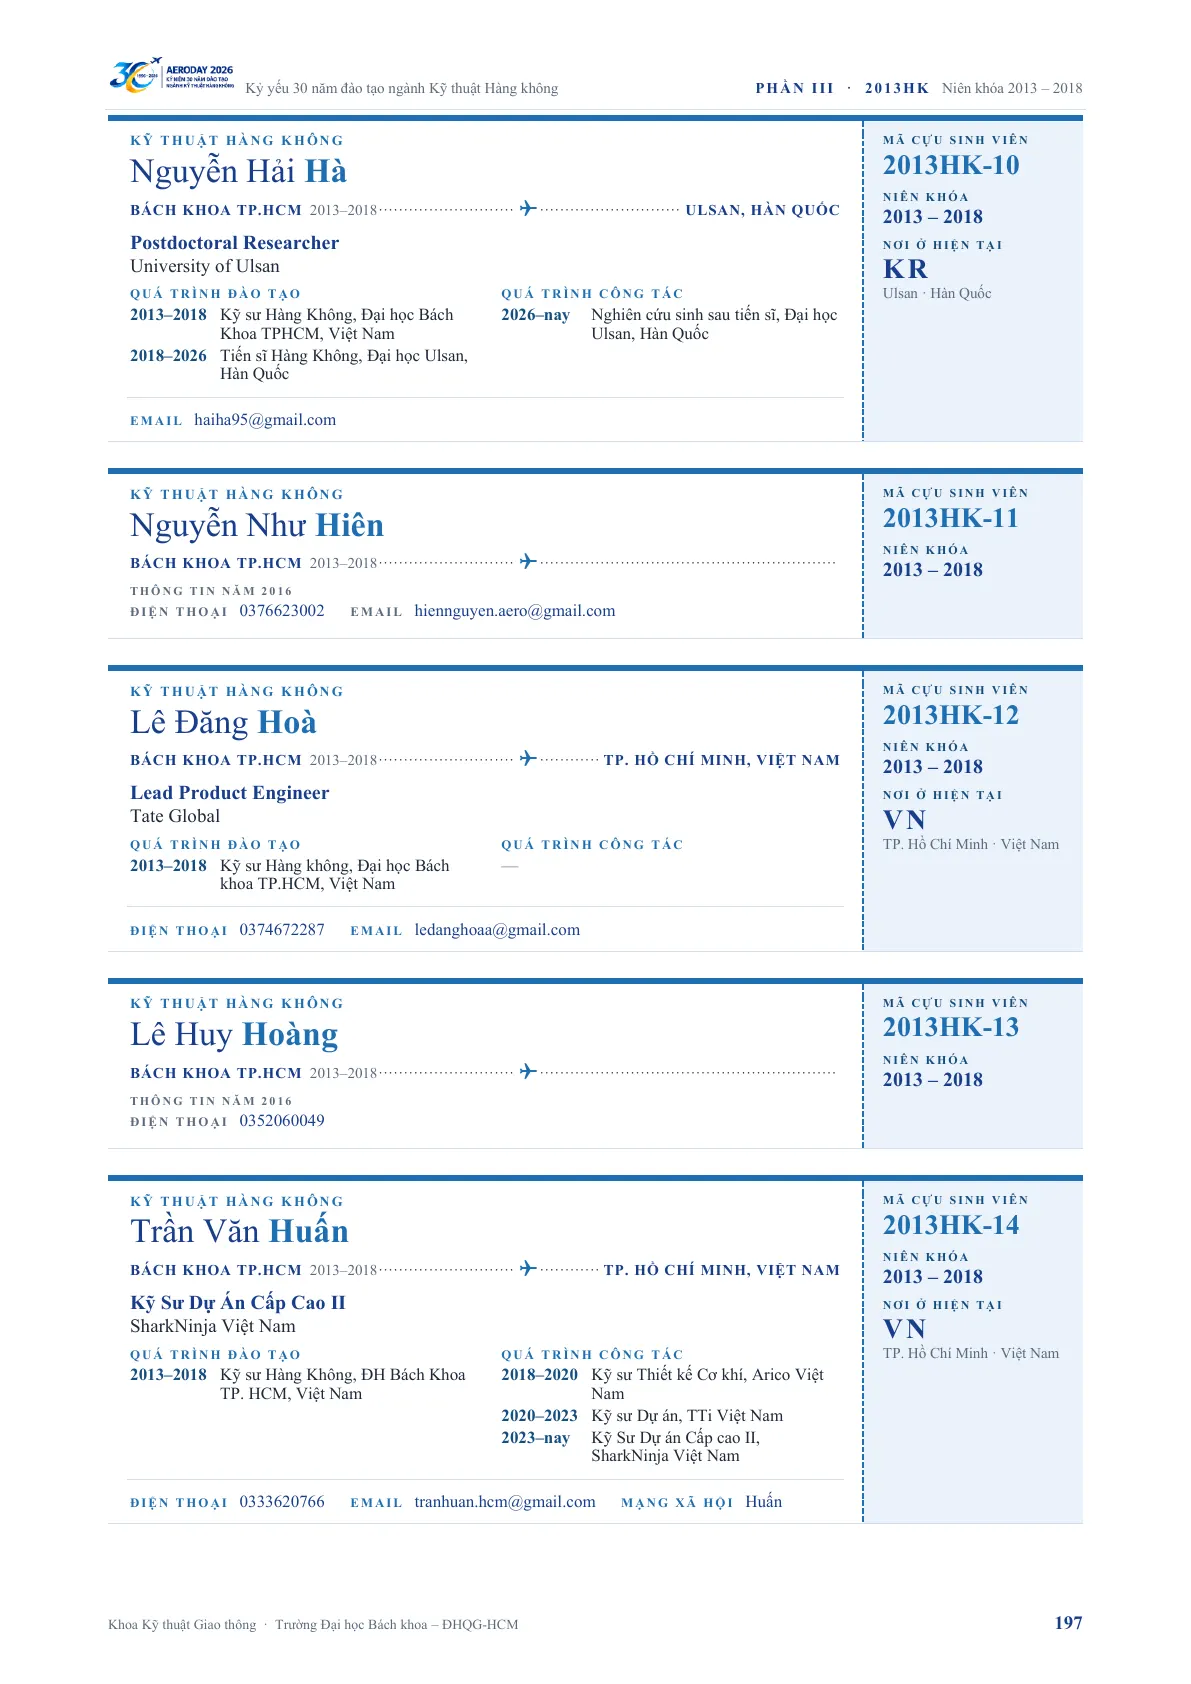 30
1996 - 2026
AERODAY 2026
KỶ NIỆM 30 NĂM ĐÀO TẠO
NGÀNH KỸ THUẬT HÀNG KHÔNG
Kỷ yếu 30 năm đào tạo ngành Kỹ thuật Hàng không
PHẦN III · 2013HK Niên khóa 2013 – 2018
KỸ THUẬT HÀNG KHÔNG
Nguyễn Hải Hà
BÁCH KHOA TP.HCM 2013–2018 ULSAN, HÀN QUỐC
Postdoctoral Researcher
University of Ulsan
QUÁ TRÌNH ĐÀO TẠO
2013–2018 Kỹ sư Hàng Không, Đại học Bách
Khoa TPHCM, Việt Nam
2018–2026 Tiến sĩ Hàng Không, Đại học Ulsan,
Hàn Quốc
QUÁ TRÌNH CÔNG TÁC
2026–nay Nghiên cứu sinh sau tiến sĩ, Đại học
Ulsan, Hàn Quốc
EMAIL haiha95@gmail.com
MÃ CỰU SINH VIÊN
2013HK-10
NIÊN KHÓA
2013 – 2018
NƠI Ở HIỆN TẠI
KR
Ulsan · Hàn Quốc
KỸ THUẬT HÀNG KHÔNG
Nguyễn Như Hiên
BÁCH KHOA TP.HCM 2013–2018
THÔNG TIN NĂM 2016
ĐIỆN THOẠI 0376623002 EMAIL hiennguyen.aero@gmail.com
MÃ CỰU SINH VIÊN
2013HK-11
NIÊN KHÓA
2013 – 2018
KỸ THUẬT HÀNG KHÔNG
Lê Đăng Hoà
BÁCH KHOA TP.HCM 2013–2018 TP. HỒ CHÍ MINH, VIỆT NAM
Lead Product Engineer
Tate Global
QUÁ TRÌNH ĐÀO TẠO
2013–2018 Kỹ sư Hàng không, Đại học Bách
khoa TP.HCM, Việt Nam
QUÁ TRÌNH CÔNG TÁC
—
ĐIỆN THOẠI 0374672287 EMAIL ledanghoaa@gmail.com
MÃ CỰU SINH VIÊN
2013HK-12
NIÊN KHÓA
2013 – 2018
NƠI Ở HIỆN TẠI
VN
TP. Hồ Chí Minh · Việt Nam
KỸ THUẬT HÀNG KHÔNG
Lê Huy Hoàng
BÁCH KHOA TP.HCM 2013–2018
THÔNG TIN NĂM 2016
ĐIỆN THOẠI 0352060049
MÃ CỰU SINH VIÊN
2013HK-13
NIÊN KHÓA
2013 – 2018
KỸ THUẬT HÀNG KHÔNG
Trần Văn Huấn
BÁCH KHOA TP.HCM 2013–2018 TP. HỒ CHÍ MINH, VIỆT NAM
Kỹ Sư Dự Án Cấp Cao II
SharkNinja Việt Nam
QUÁ TRÌNH ĐÀO TẠO
2013–2018 Kỹ sư Hàng Không, ĐH Bách Khoa
TP. HCM, Việt Nam
QUÁ TRÌNH CÔNG TÁC
2018–2020 Kỹ sư Thiết kế Cơ khí, Arico Việt
Nam
2020–2023 Kỹ sư Dự án, TTi Việt Nam
2023–nay Kỹ Sư Dự án Cấp cao II,
SharkNinja Việt Nam
ĐIỆN THOẠI 0333620766 EMAIL tranhuan.hcm@gmail.com MẠNG XÃ HỘI Huấn
MÃ CỰU SINH VIÊN
2013HK-14
NIÊN KHÓA
2013 – 2018
NƠI Ở HIỆN TẠI
VN
TP. Hồ Chí Minh · Việt Nam
Khoa Kỹ thuật Giao thông · Trường Đại học Bách khoa – ĐHQG-HCM
197